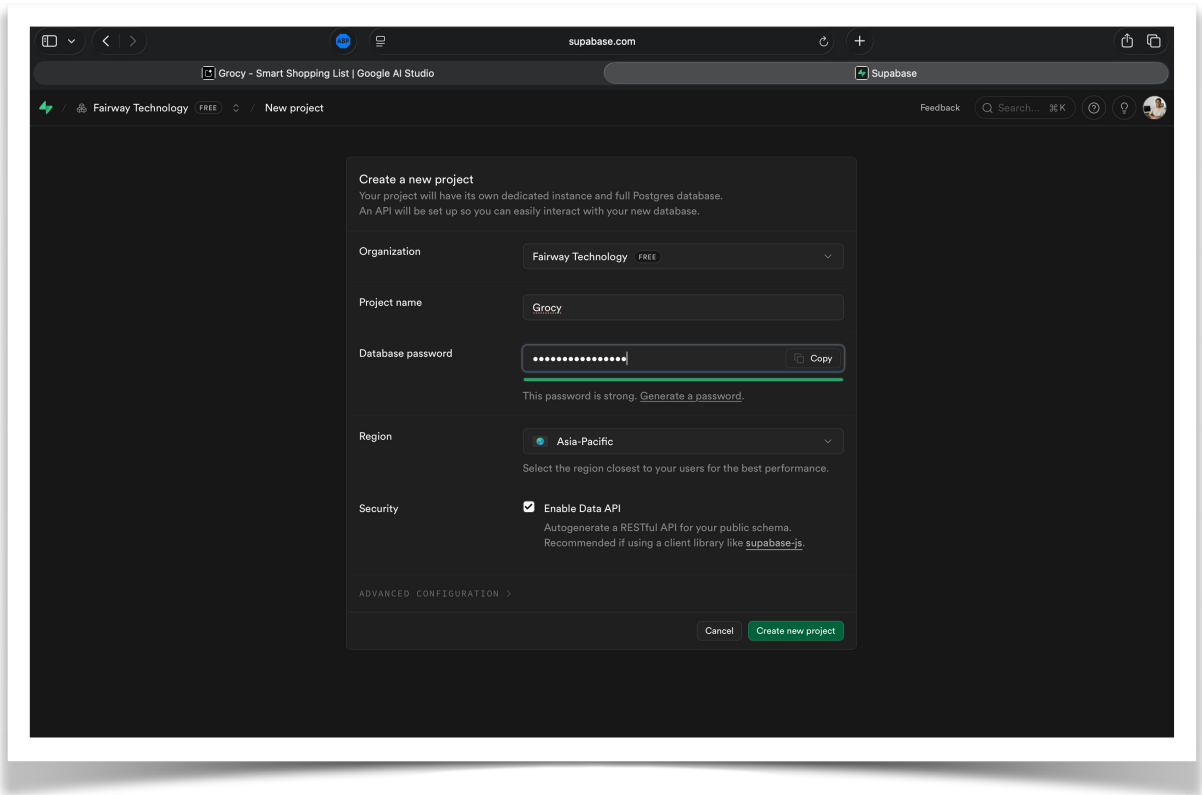 ABP
supabase.com
Grocy - Smart Shopping List | Google AI Studio
Supabase
/ Fairway Technology FREE / New project
Feedback
Search... ⌘K
Create a new project
Your project will have its own dedicated instance and full Postgres database.
An API will be set up so you can easily interact with your new database.
Organization
Fairway Technology FREE
Project name
Grocy
Database password
••••••••••••••••
Copy
This password is strong. Generate a password.
Region
Asia-Pacific
Select the region closest to your users for the best performance.
Security
Enable Data API
Autogenerate a RESTful API for your public schema.
Recommended if using a client library like supabase-js.
ADVANCED CONFIGURATION >
Cancel
Create new project